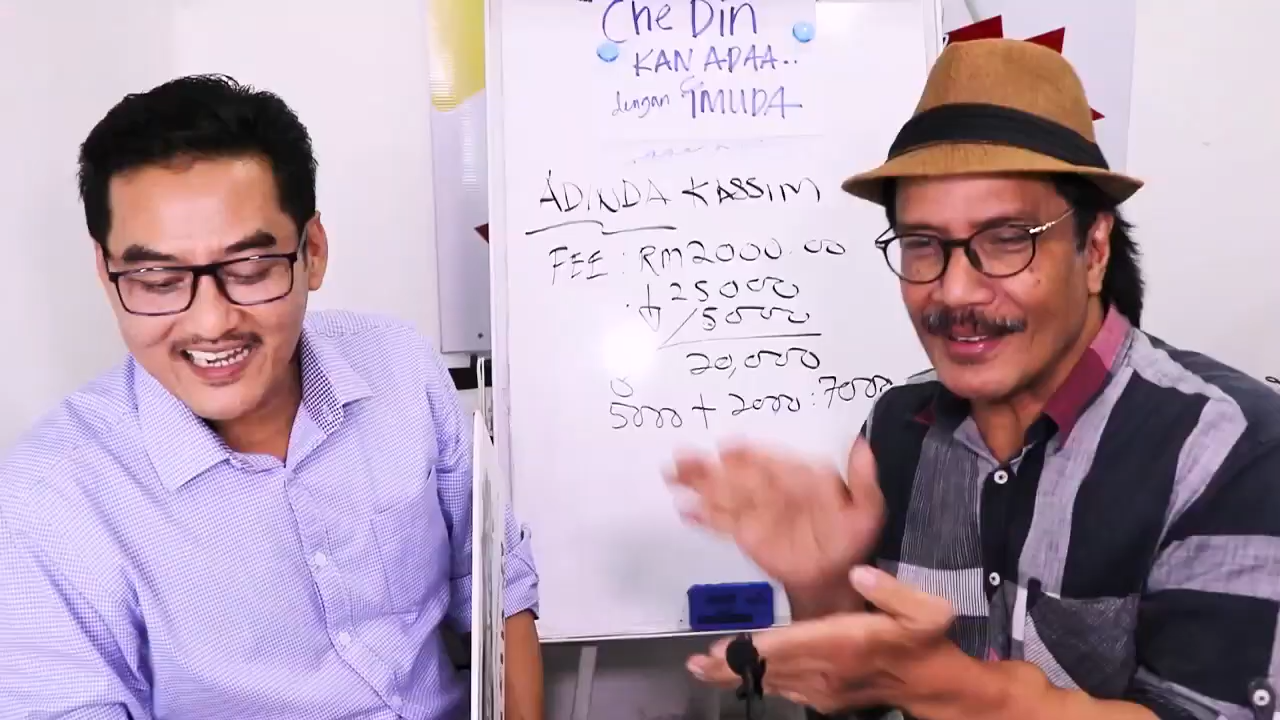 Che Din
KAN ADAA..
dengan IMUDA
ADINDA KASSIM
FEE : RM2000.00
25000
5000
20,000
5000 + 2000 : 7000